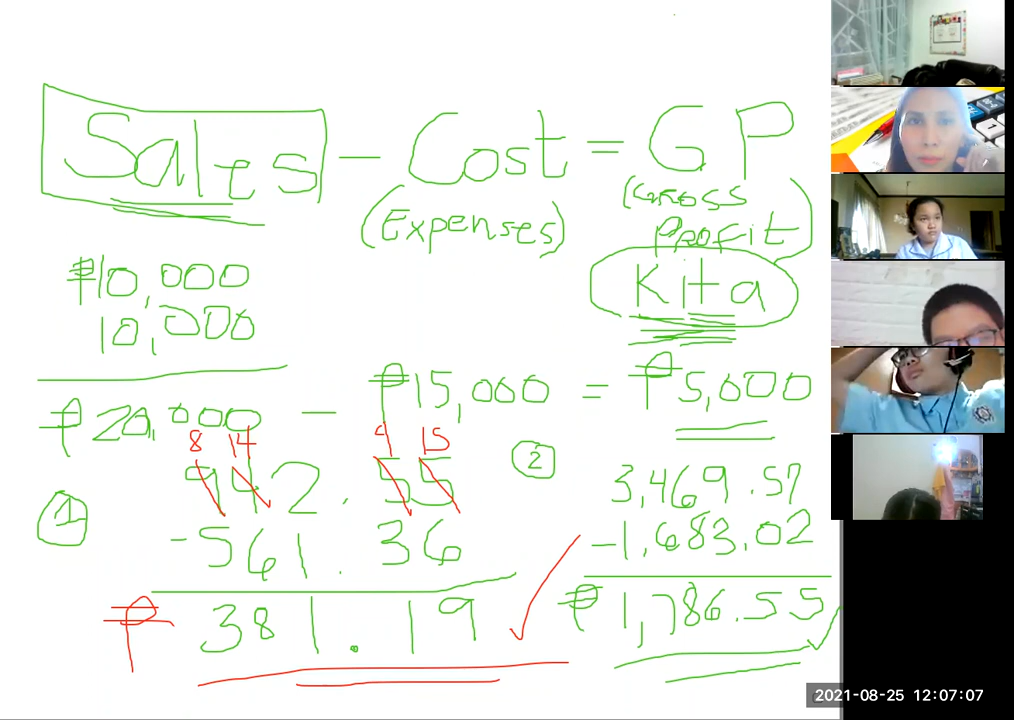 Sales - Cost = GP
(Expenses)
(Gross
Profit)
Kita
₱10,000
10,000
₱20,000 - ₱15,000 = ₱5,000
8 14 4 15
① 942.55
-561.36
₱381.19
② 3,469.57
-1,683.02
₱1,786.55
2021-08-25 12:07:07